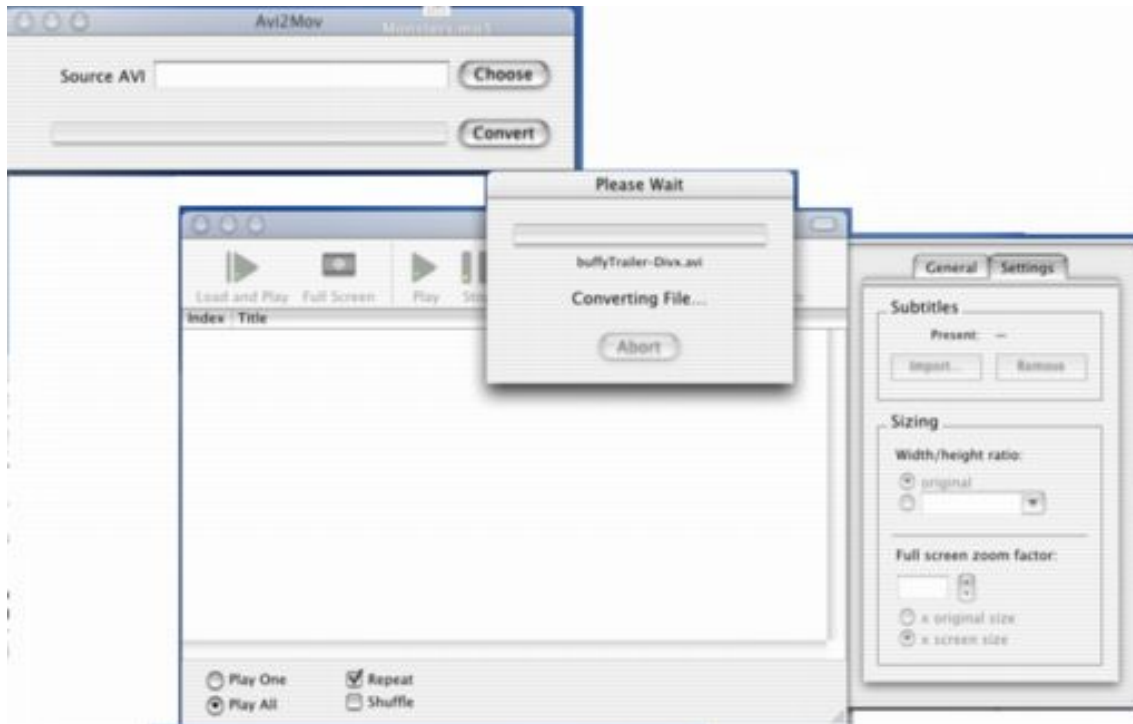 Avi2Mov
Source AVI
Choose
Convert
Please Wait
buffyTrailer-Divx.avi
Converting File...
Abort
Load and Play
Full Screen
Play
Index
Title
General
Settings
Subtitles
Present: --
Import...
Remove
Sizing
Width/height ratio:
original
Full screen zoom factor:
x original size
x screen size
Play One
Repeat
Play All
Shuffle